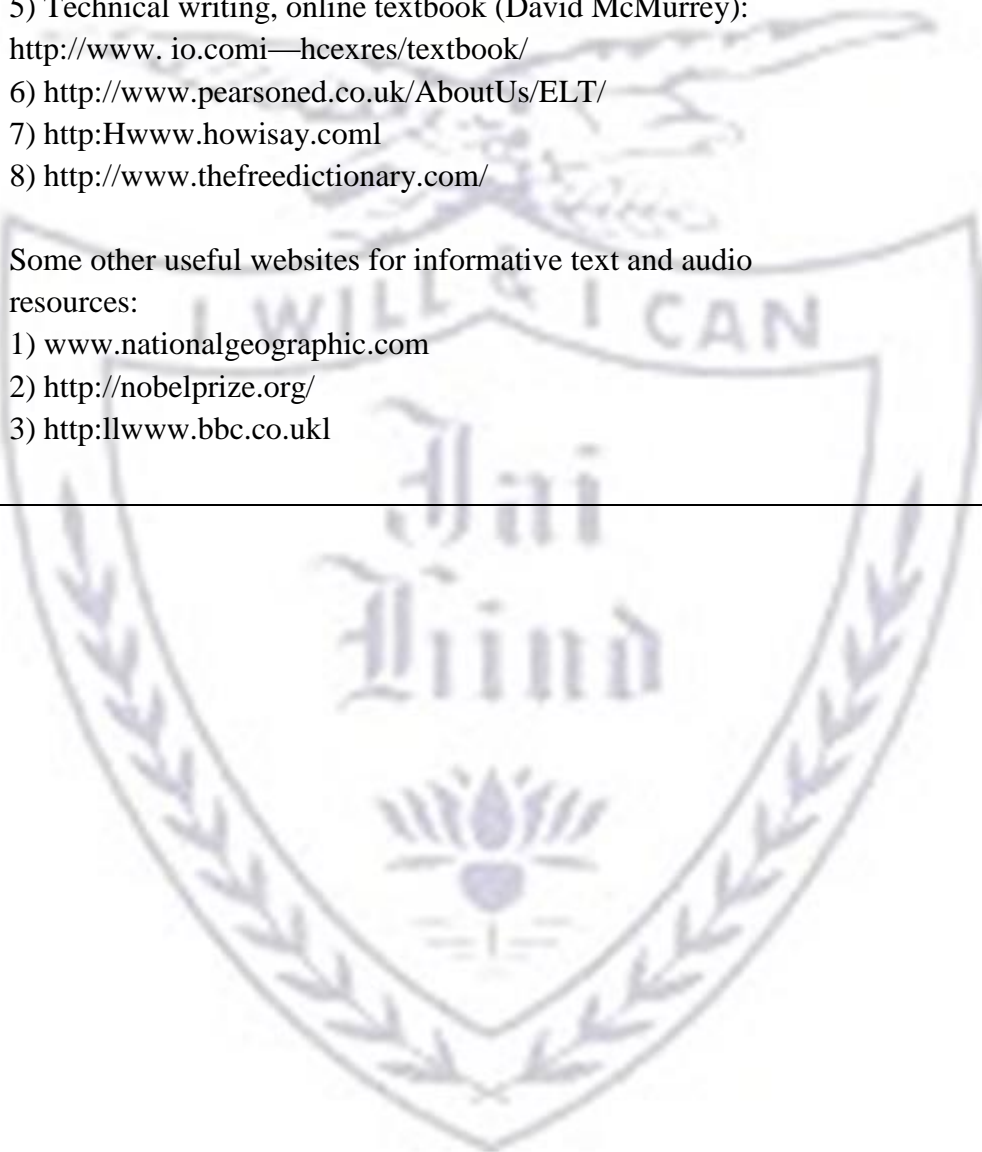 5) Technical writing, online textbook (David McMurrey):
http://www. io.comi—hcexres/textbook/
6) http://www.pearsoned.co.uk/AboutUs/ELT/
7) http:Hwww.howisay.coml
8) http://www.thefreedictionary.com/
Some other useful websites for informative text and audio
resources:
I WILL & I CAN
1) www.nationalgeographic.com
2) http://nobelprize.org/
3) http:llwww.bbc.co.ukl
Jai
Hind